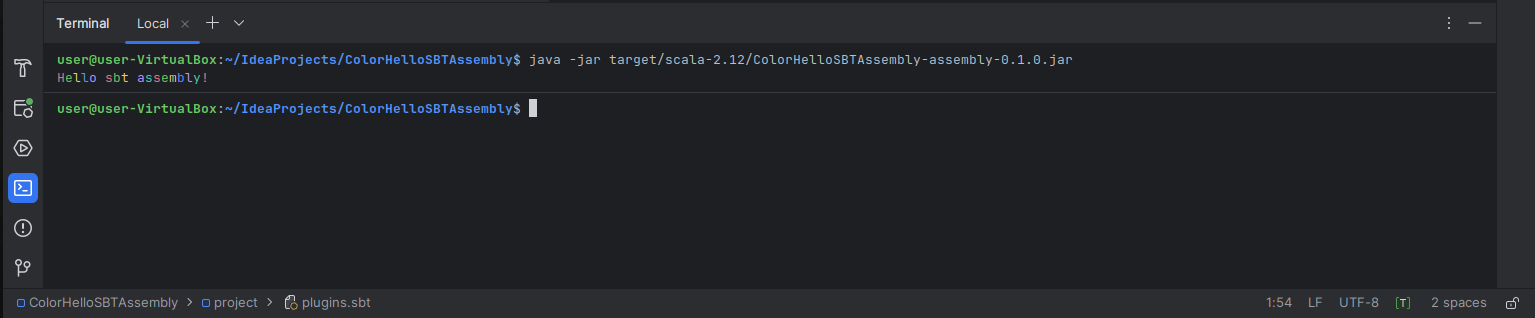 Terminal Local
user@user-VirtualBox:~/IdeaProjects/ColorHelloSBTAssembly$ java -jar target/scala-2.12/ColorHelloSBTAssembly-assembly-0.1.0.jar
Hello sbt assembly!
user@user-VirtualBox:~/IdeaProjects/ColorHelloSBTAssembly$
ColorHelloSBTAssembly > project > plugins.sbt 1:54 LF UTF-8 [T] 2 spaces